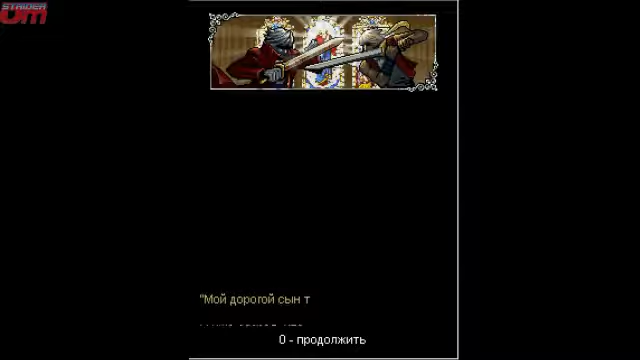 STRIDER
"Мой дорогой сын т
0 - продолжить